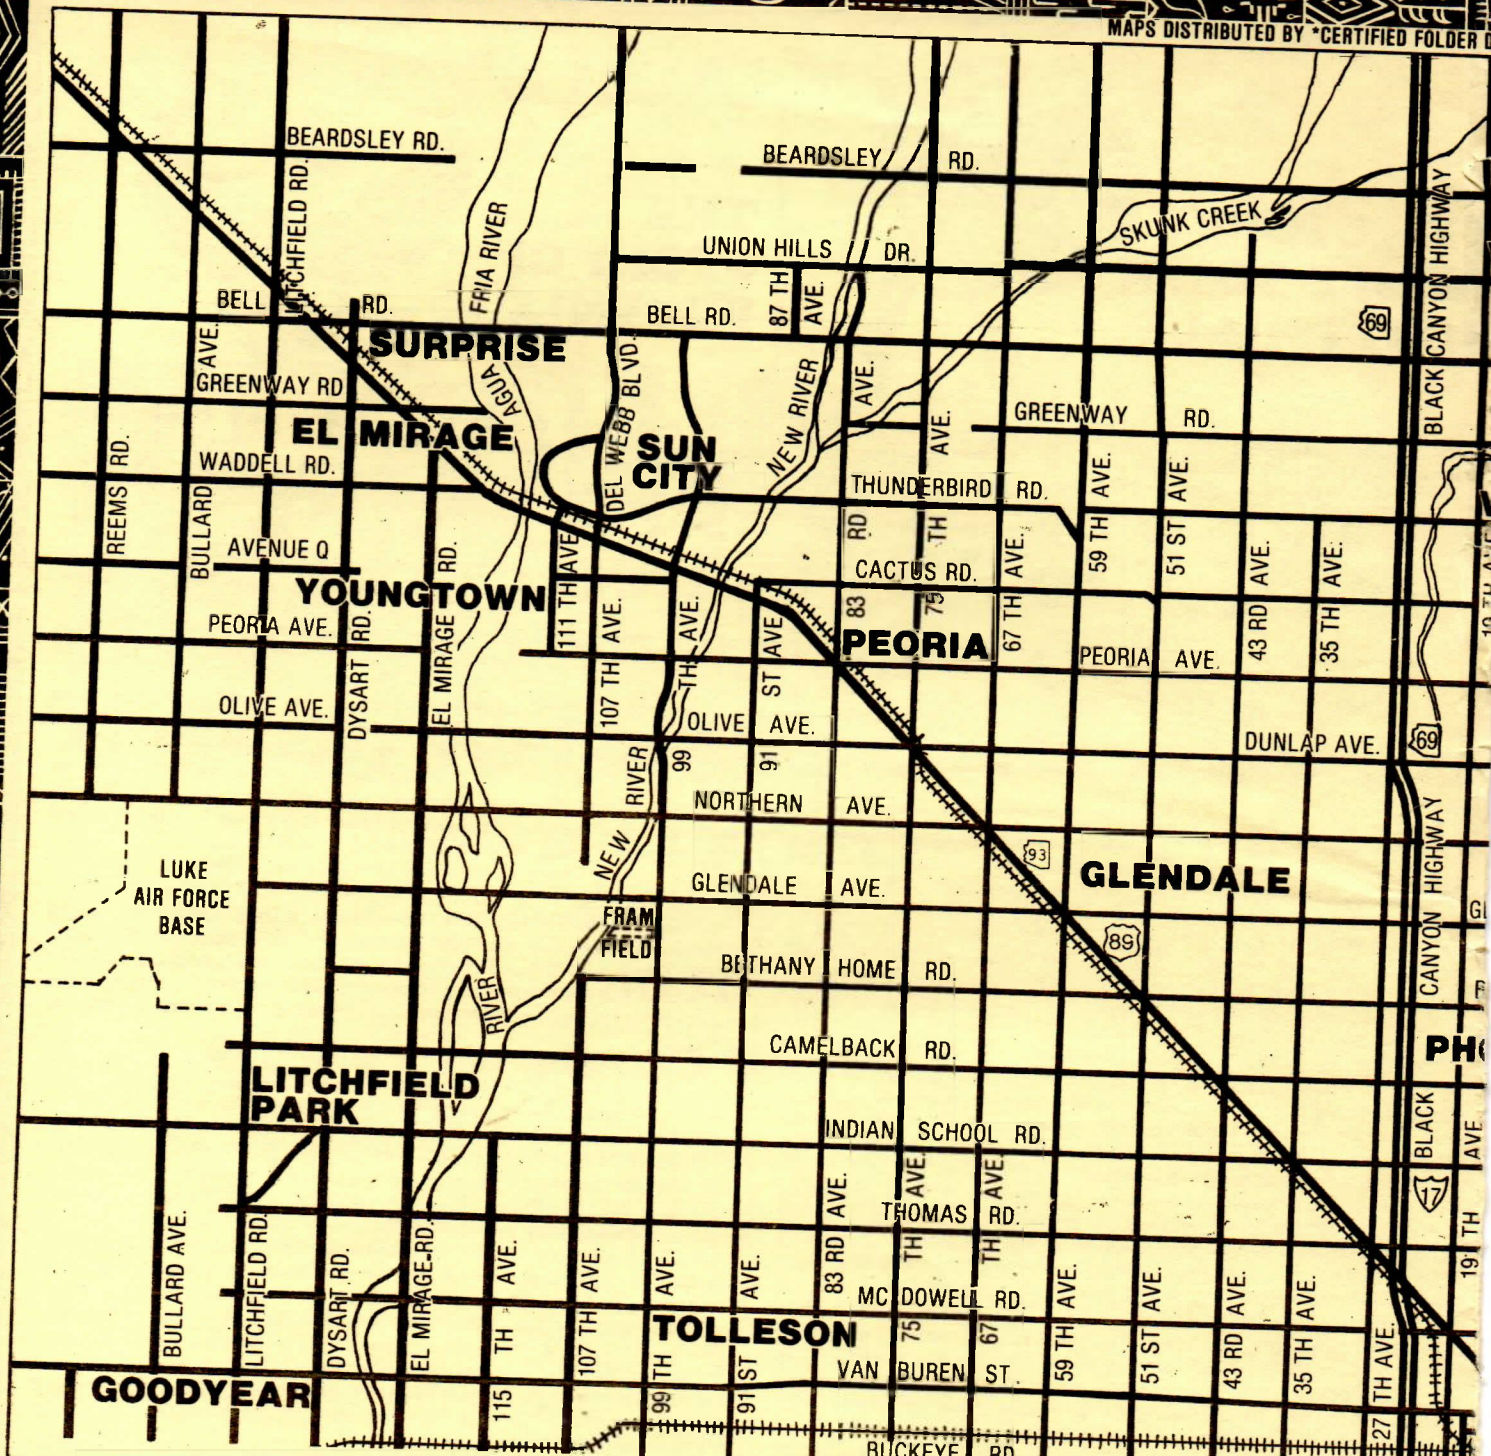 MAPS DISTRIBUTED BY *CERTIFIED FOLDER
BEARDSLEY RD.
BEARDSLEY RD.
LITCHFIELD RD.
AGUA FRIA RIVER
SKUNK CREEK
BLACK CANYON HIGHWAY
UNION HILLS DR.
87 TH AVE.
BELL RD.
BELL RD.
69
SURPRISE
AVE.
GREENWAY RD
DEL WEBB BLVD.
NEW RIVER
AVE.
AVE.
GREENWAY RD.
EL MIRAGE
SUN
CITY
WADDELL RD.
REEMS RD.
BULLARD
THUNDERBIRD RD.
59 TH AVE.
51 ST AVE.
AVENUE Q
111 TH AVE.
83 RD
75 TH
CACTUS RD.
67 TH AVE.
43 RD AVE.
35 TH AVE.
YOUNGTOWN
PEORIA AVE.
DYSART RD.
EL MIRAGE RD.
107 TH AVE.
99 TH AVE.
91 ST AVE.
PEORIA
PEORIA AVE.
OLIVE AVE.
OLIVE AVE.
DUNLAP AVE.
69
NEW RIVER
NORTHERN AVE.
LUKE
AIR FORCE
BASE
93
GLENDALE
GLENDALE AVE.
89
CANYON HIGHWAY
FRAM
FIELD
BETHANY HOME RD.
RIVER
CAMELBACK RD.
LITCHFIELD
PARK
INDIAN SCHOOL RD.
BLACK
17
19 TH AVE
THOMAS RD.
BULLARD AVE.
LITCHFIELD RD.
DYSART RD.
EL MIRAGE RD.
115 TH AVE.
107 TH AVE.
99 TH AVE.
91 ST AVE.
83 RD AVE.
75 TH AVE.
67 TH AVE.
59 TH AVE.
51 ST AVE.
43 RD AVE.
35 TH AVE.
27 TH AVE.
MC DOWELL RD.
TOLLESON
VAN BUREN ST.
GOODYEAR
BUCKEYE RD